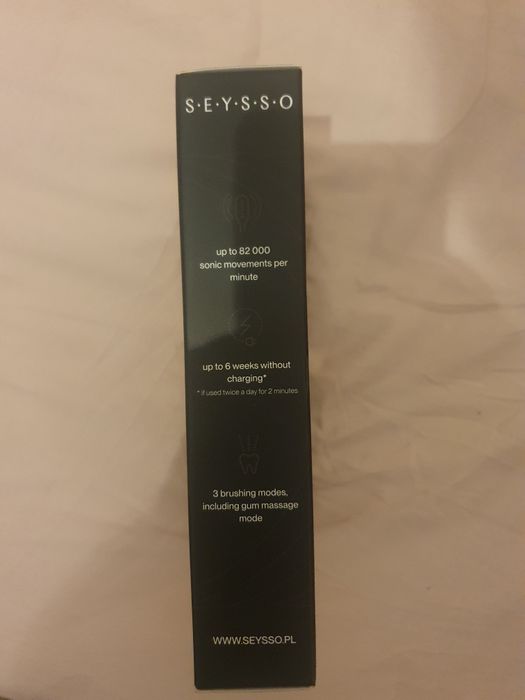 S·E·Y·S·S·O
up to 82 000
sonic movements per
minute
up to 6 weeks without
charging*
* if used twice a day for 2 minutes
3 brushing modes,
including gum massage
mode
WWW.SEYSSO.PL